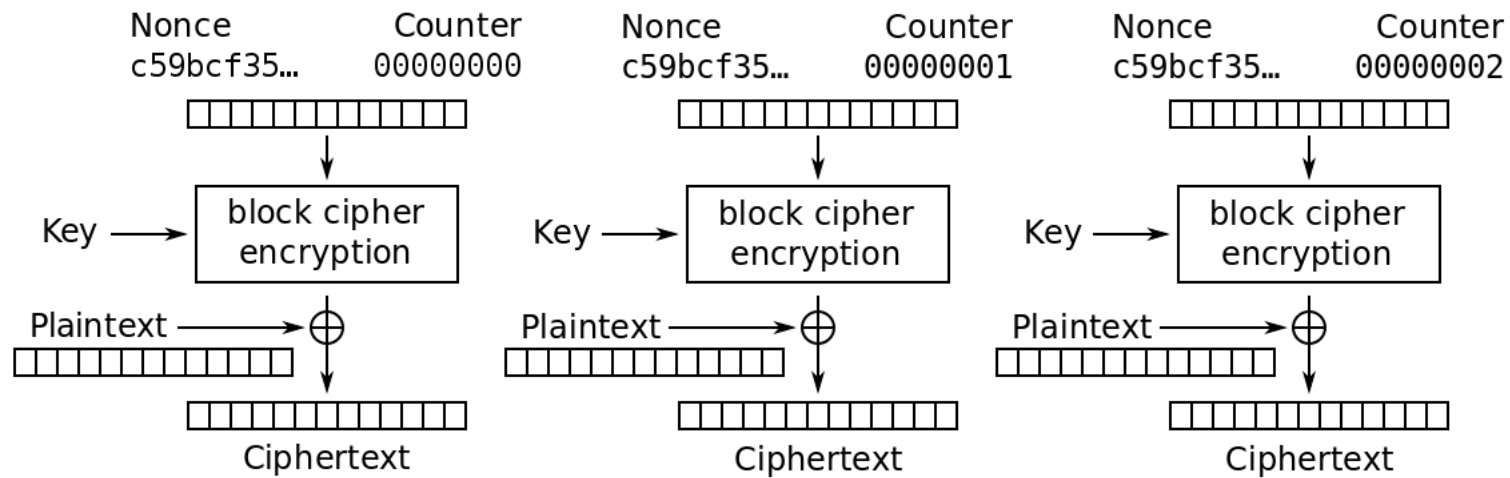 Nonce Counter Nonce Counter Nonce Counter
c59bcf35… 00000000 c59bcf35… 00000001 c59bcf35… 00000002
block cipher block cipher block cipher
Key Key Key
encryption encryption encryption
Plaintext Plaintext Plaintext
Ciphertext Ciphertext Ciphertext